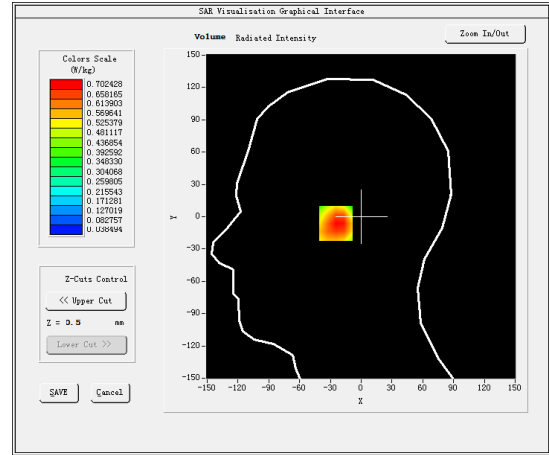 SAR Visualisation Graphical Interface
Volume Radiated Intensity
Zoom In/Out
Colors Scale
(W/kg)
0.702428
0.658165
0.613903
0.569641
0.525379
0.481117
0.436854
0.392592
0.348330
0.304068
0.259805
0.215543
0.171281
0.127019
0.082757
0.038494
150
120
90
60
30
0
-30
-60
-90
-120
-150
Y
-150 -120 -90 -60 -30 0 30 60 90 120 150
X
Z-Cuts Control
<< Upper Cut
Z = 0.5 mm
Lower Cut >>
SAVE Cancel